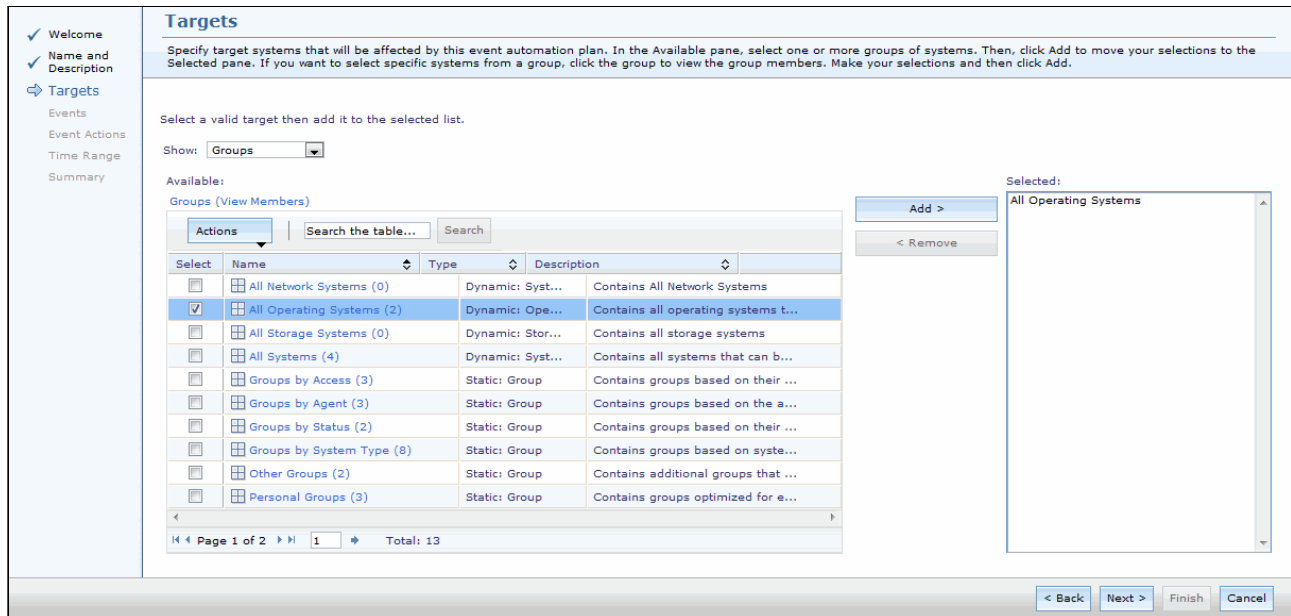 Targets
Welcome
Name and
Description
Targets
Events
Event Actions
Time Range
Summary
Specify target systems that will be affected by this event automation plan. In the Available pane, select one or more groups of systems. Then, click Add to move your selections to the
Selected pane. If you want to select specific systems from a group, click the group to view the group members. Make your selections and then click Add.
Select a valid target then add it to the selected list.
Show: Groups
Available:
Groups (View Members)
Actions Search the table... Search
Select Name Type Description
All Network Systems (0) Dynamic: Syst... Contains All Network Systems
All Operating Systems (2) Dynamic: Ope... Contains all operating systems t...
All Storage Systems (0) Dynamic: Stor... Contains all storage systems
All Systems (4) Dynamic: Syst... Contains all systems that can b...
Groups by Access (3) Static: Group Contains groups based on their ...
Groups by Agent (3) Static: Group Contains groups based on the a...
Groups by Status (2) Static: Group Contains groups based on their ...
Groups by System Type (8) Static: Group Contains groups based on syste...
Other Groups (2) Static: Group Contains additional groups that ...
Personal Groups (3) Static: Group Contains groups optimized for e...
Page 1 of 2 1 Total: 13
Add >
< Remove
Selected:
All Operating Systems
< Back Next > Finish Cancel